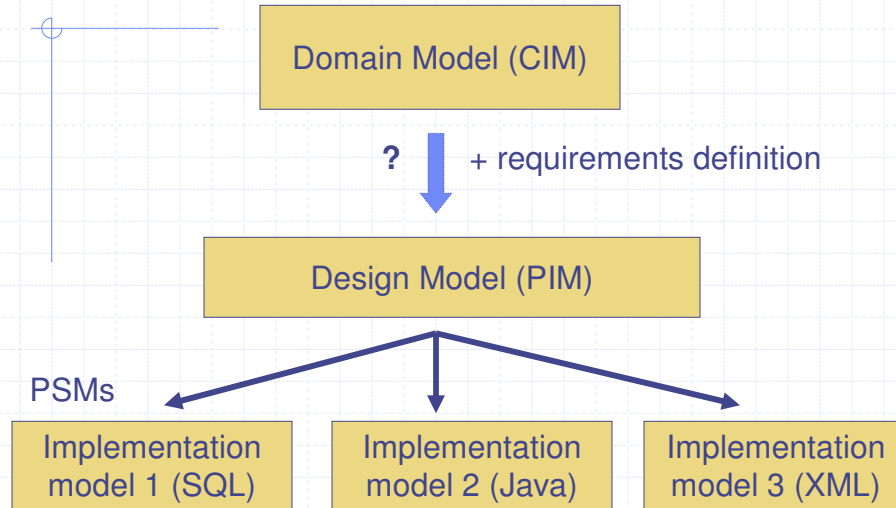 Domain Model (CIM)
? + requirements definition
Design Model (PIM)
PSMs
Implementation
model 1 (SQL)
Implementation
model 2 (Java)
Implementation
model 3 (XML)